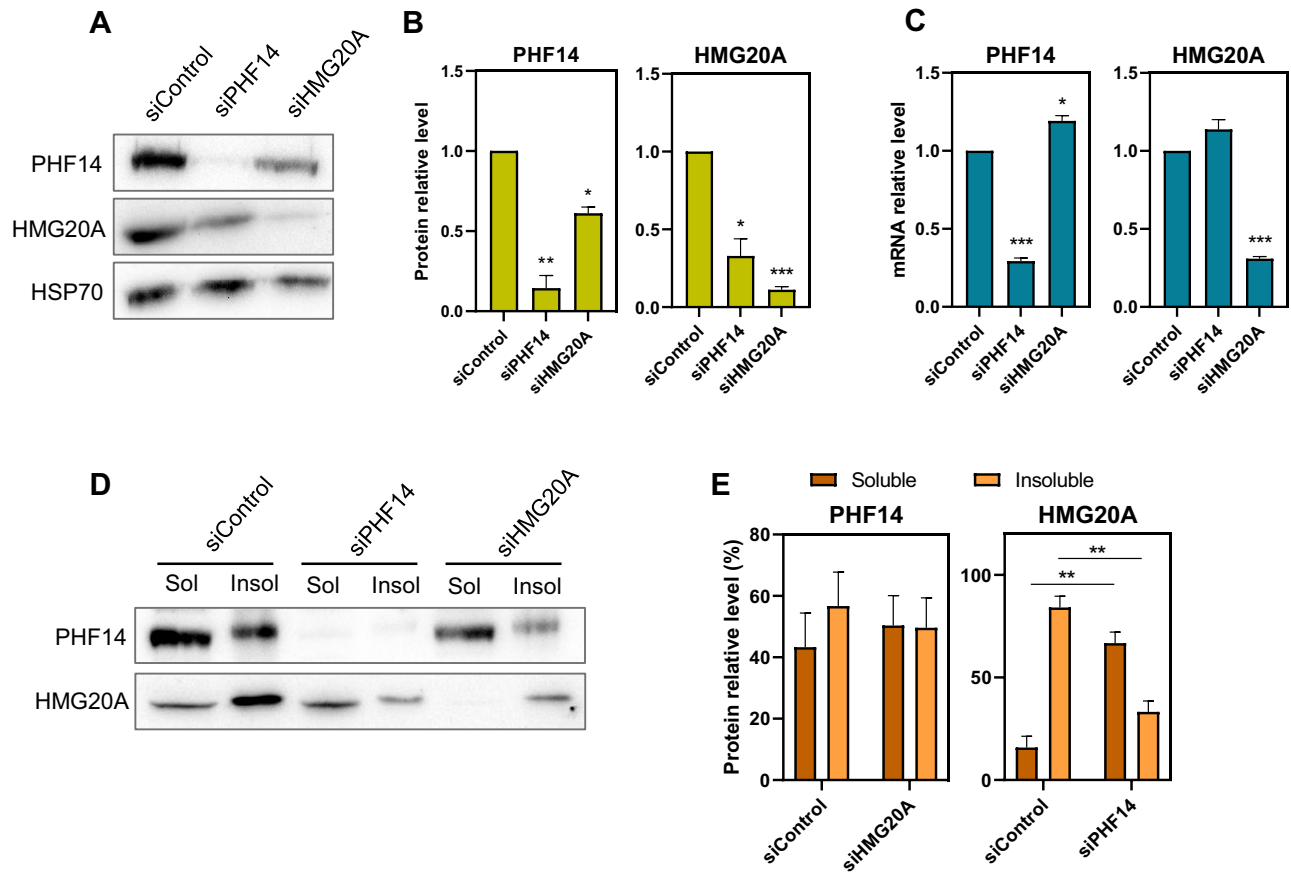 A
siControl
siPHF14
siHMG20A
PHF14
HMG20A
HSP70
B
PHF14
HMG20A
Protein relative level
1.5
1.0
0.5
0.0
**
*
siControl
siPHF14
siHMG20A
1.5
1.0
0.5
0.0
*
***
siControl
siPHF14
siHMG20A
C
PHF14
HMG20A
mRNA relative level
1.5
1.0
0.5
0.0
***
*
siControl
siPHF14
siHMG20A
1.5
1.0
0.5
0.0
***
siControl
siPHF14
siHMG20A
D
siControl
siPHF14
siHMG20A
Sol Insol Sol Insol Sol Insol
PHF14
HMG20A
E
Soluble Insoluble
PHF14
HMG20A
Protein relative level (%)
80
60
40
20
0
siControl
siHMG20A
100
50
0
**
**
siControl
siPHF14